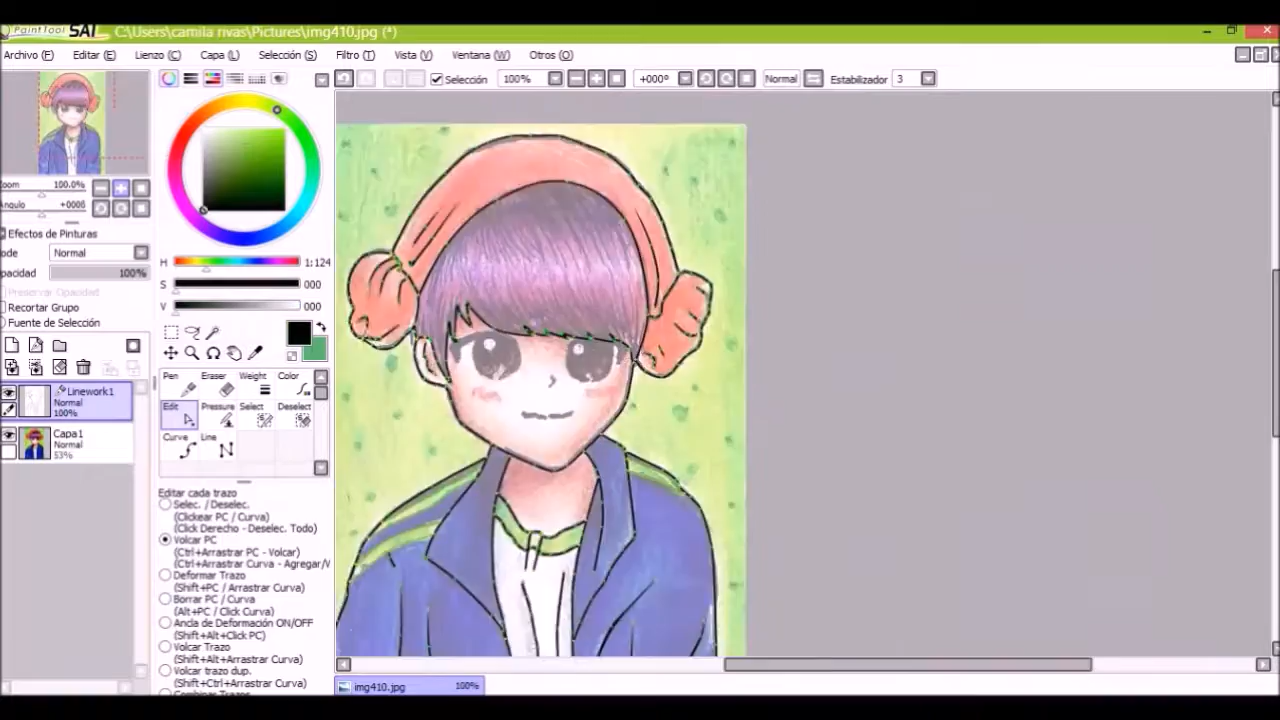 PaintTool SAI C:\Users\camila rivas\Pictures\img410.jpg (*)
Archivo (F) Editar (E) Lienzo (C) Capa (L) Selección (S) Filtro (T) Vista (V) Ventana (W) Otros (O)
Selección 100% +000° Normal Estabilizador 3
Zoom 100.0%
Angulo +0006
Efectos de Pinturas
Mode Normal
Opacidad 100%
Preservar Opacidad
Recortar Grupo
Fuente de Selección
Linework1
Normal
100%
Capa1
Normal
53%
H 1:124
S 000
V 000
Pen Eraser Weight Color
Edit Pressure Select Deselect
Curve Line
Editar cada trazo
Selec. / Deselec.
(Clickear PC / Curva)
(Click Derecho - Deselec. Todo)
Volcar PC
(Ctrl+Arrastrar PC - Volcar)
(Ctrl+Arrastrar Curva - Agregar/V
Deformar Trazo
(Shift+PC / Arrastrar Curva)
Borrar PC / Curva
(Alt+PC / Click Curva)
Ancla de Deformación ON/OFF
(Shift+Alt+Click PC)
Volcar Trazo
(Shift+Alt+Arrastrar Curva)
Volcar trazo dup.
(Shift+Ctrl+Arrastrar Curva)
img410.jpg 100%